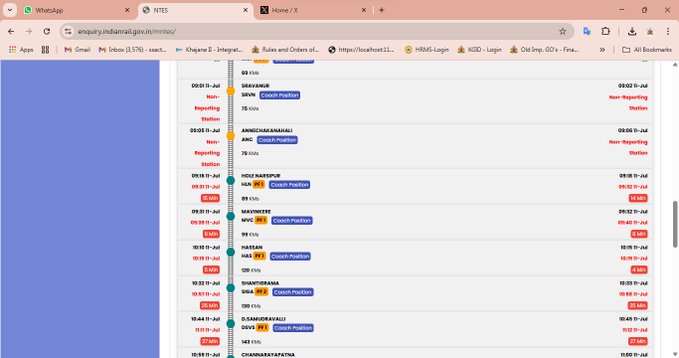 WhatsApp
NTES
Home / X
enquiry.indianrail.gov.in/mntes/
Apps
Gmail
Inbox (3,576) - ssact...
Khajane II - Integrat...
Rules and Orders of...
https://localhost:11...
HRMS-Login
KGID - Login
Old Imp. GO's - Fina...
All Bookmarks
Coach Position
69 KMs
09:01 11-Jul SRAVANUR 09:02 11-Jul
Non-Reporting Station SRVN Coach Position Non-Reporting Station
75 KMs
09:05 11-Jul ANNECHAKANAHALI 09:06 11-Jul
Non-Reporting Station ANC Coach Position Non-Reporting Station
79 KMs
09:16 11-Jul HOLE NARSIPUR 09:18 11-Jul
09:31 11-Jul HLN PF 1 Coach Position 09:32 11-Jul
15 Min 89 KMs 14 Min
09:31 11-Jul MAVINKERE 09:32 11-Jul
09:39 11-Jul MVC PF 1 Coach Position 09:40 11-Jul
8 Min 99 KMs 8 Min
10:10 11-Jul HASSAN 10:15 11-Jul
10:15 11-Jul HAS PF 1 Coach Position 10:19 11-Jul
5 Min 120 KMs 4 Min
10:32 11-Jul SHANTIGRAMA 10:33 11-Jul
10:57 11-Jul SIGA PF 2 Coach Position 10:58 11-Jul
25 Min 130 KMs 25 Min
10:44 11-Jul D.SAMUDRAVALLI 10:45 11-Jul
11:11 11-Jul DSVS PF 1 Coach Position 11:12 11-Jul
27 Min 143 KMs 27 Min
10:59 11-Jul CHANNARAYAPATNA 11:00 11-Jul